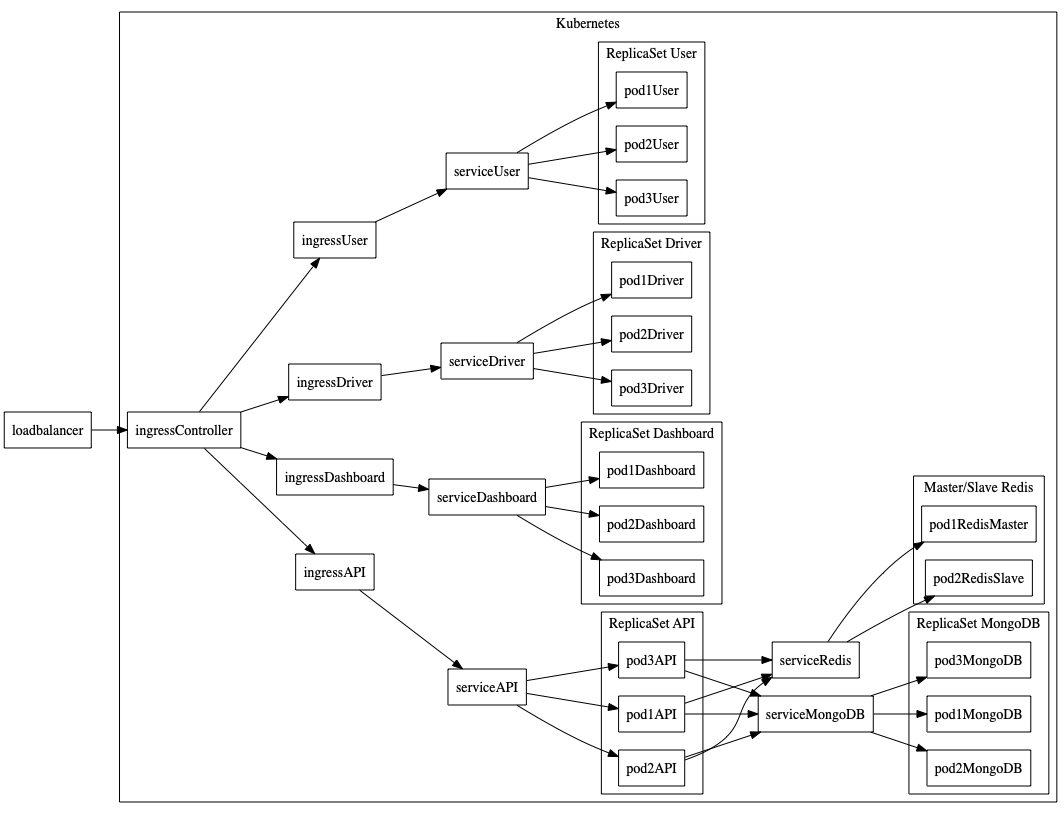 Kubernetes
ReplicaSet User
pod1User
pod2User
pod3User
serviceUser
ingressUser
ReplicaSet Driver
pod1Driver
pod2Driver
pod3Driver
serviceDriver
ingressDriver
loadbalancer
ingressController
ReplicaSet Dashboard
pod1Dashboard
pod2Dashboard
pod3Dashboard
ingressDashboard
serviceDashboard
Master/Slave Redis
pod1RedisMaster
pod2RedisSlave
ingressAPI
ReplicaSet API
pod3API
pod1API
pod2API
serviceAPI
serviceRedis
serviceMongoDB
ReplicaSet MongoDB
pod3MongoDB
pod1MongoDB
pod2MongoDB